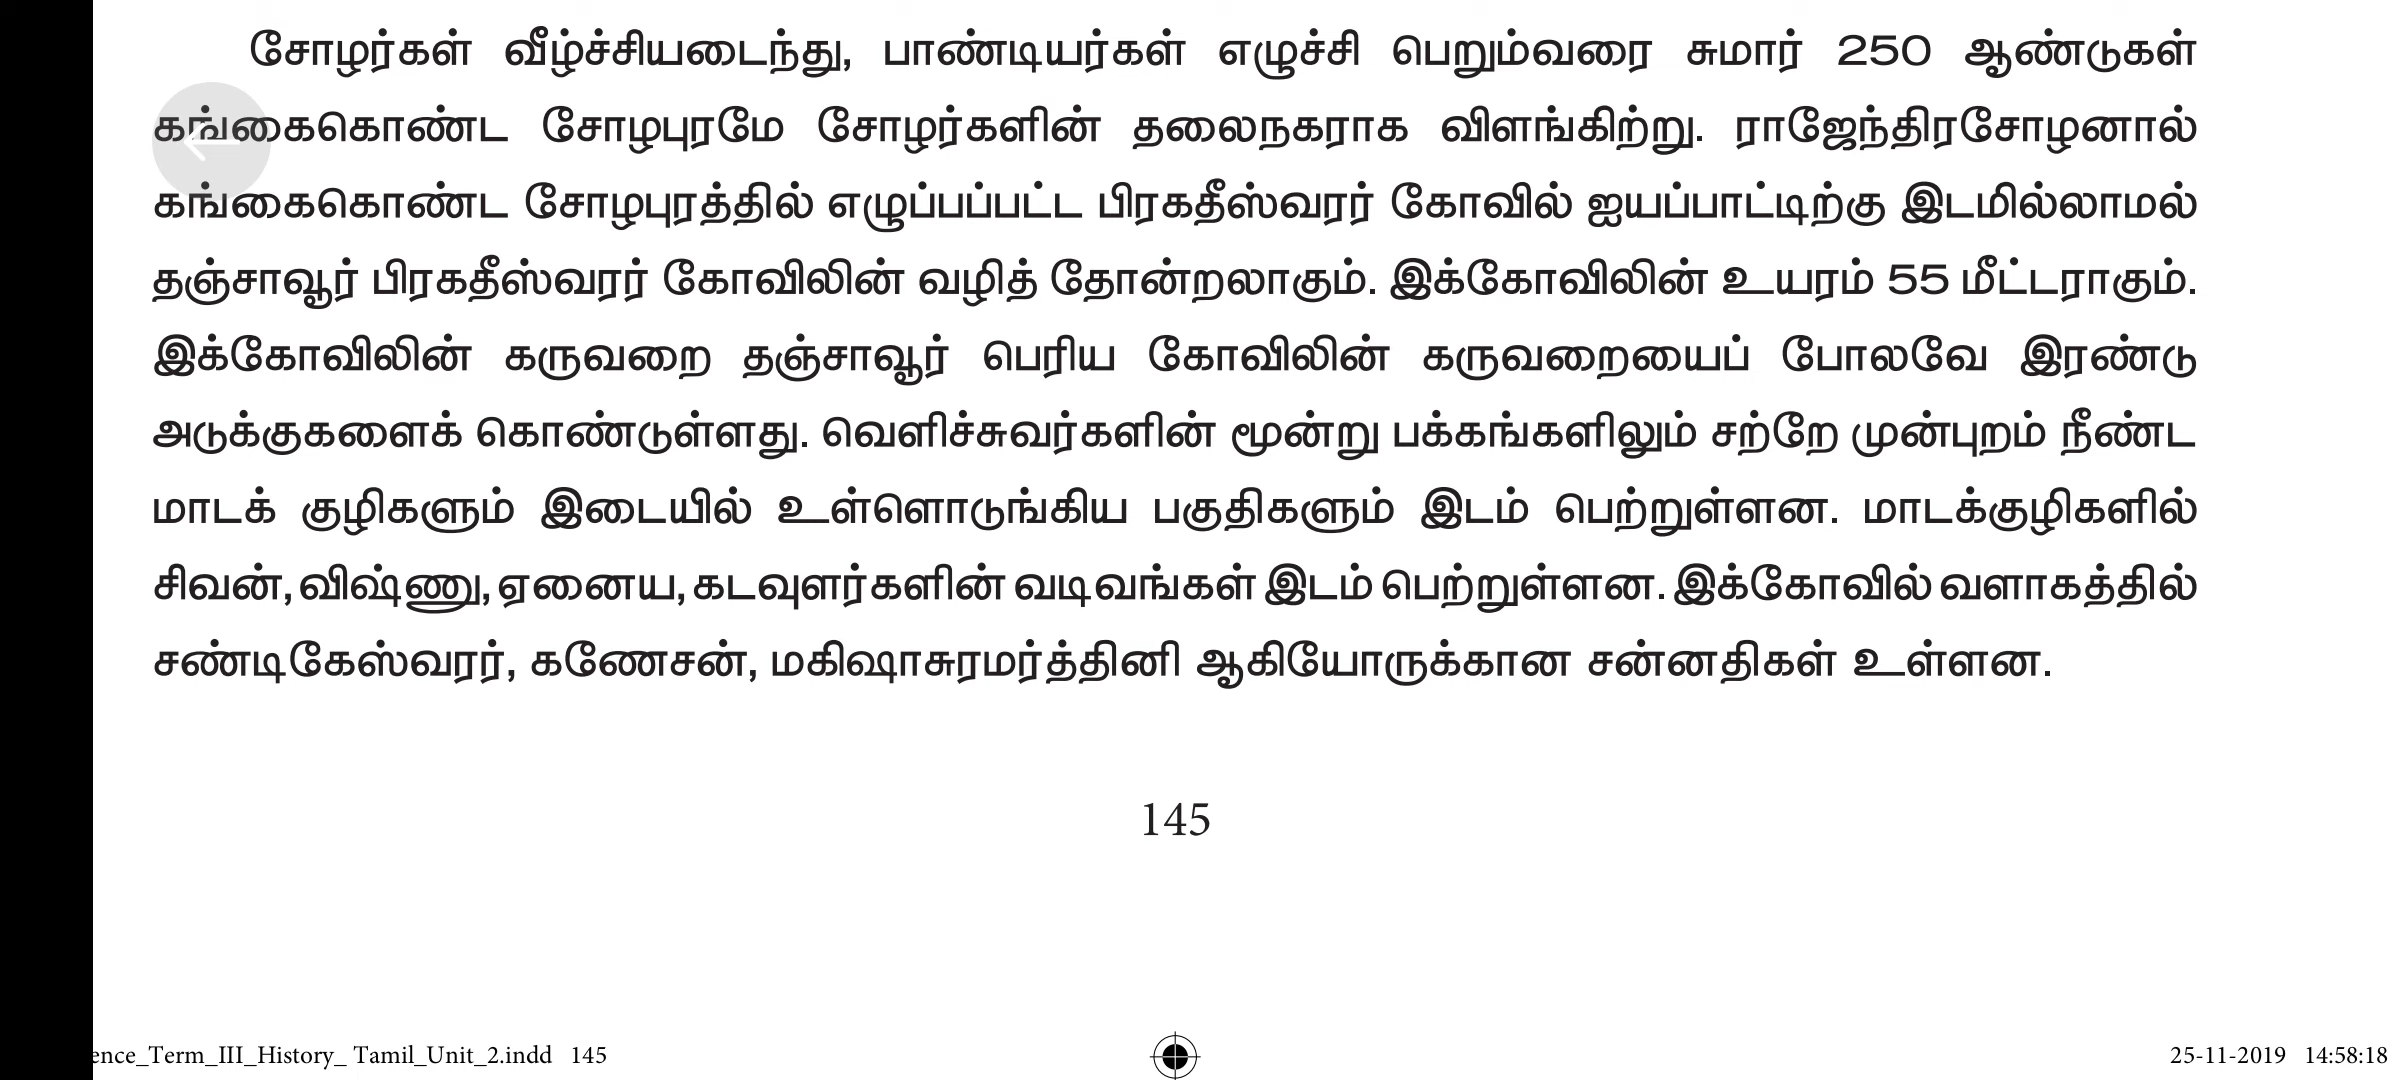 சோழர்கள் வீழ்ச்சியடைந்து, பாண்டியர்கள் எழுச்சி பெறும்வரை சுமார் 250 ஆண்டுகள்
கங்கைகொண்ட சோழபுரமே சோழர்களின் தலைநகராக விளங்கிற்று. ராஜேந்திரசோழனால்
கங்கைகொண்ட சோழபுரத்தில் எழுப்பப்பட்ட பிரகதீஸ்வரர் கோவில் ஐயப்பாட்டிற்கு இடமில்லாமல்
தஞ்சாவூர் பிரகதீஸ்வரர் கோவிலின் வழித் தோன்றலாகும். இக்கோவிலின் உயரம் 55 மீட்டராகும்.
இக்கோவிலின் கருவறை தஞ்சாவூர் பெரிய கோவிலின் கருவறையைப் போலவே இரண்டு
அடுக்குகளைக் கொண்டுள்ளது. வெளிச்சுவர்களின் மூன்று பக்கங்களிலும் சற்றே முன்புறம் நீண்ட
மாடக் குழிகளும் இடையில் உள்ளொடுங்கிய பகுதிகளும் இடம் பெற்றுள்ளன. மாடக்குழிகளில்
சிவன், விஷ்ணு, ஏனைய, கடவுளர்களின் வடிவங்கள் இடம் பெற்றுள்ளன. இக்கோவில் வளாகத்தில்
சண்டிகேஸ்வரர், கணேசன், மகிஷாசுரமர்த்தினி ஆகியோருக்கான சன்னதிகள் உள்ளன.
145
ence_Term_III_History_ Tamil_Unit_2.indd 145 25-11-2019 14:58:18